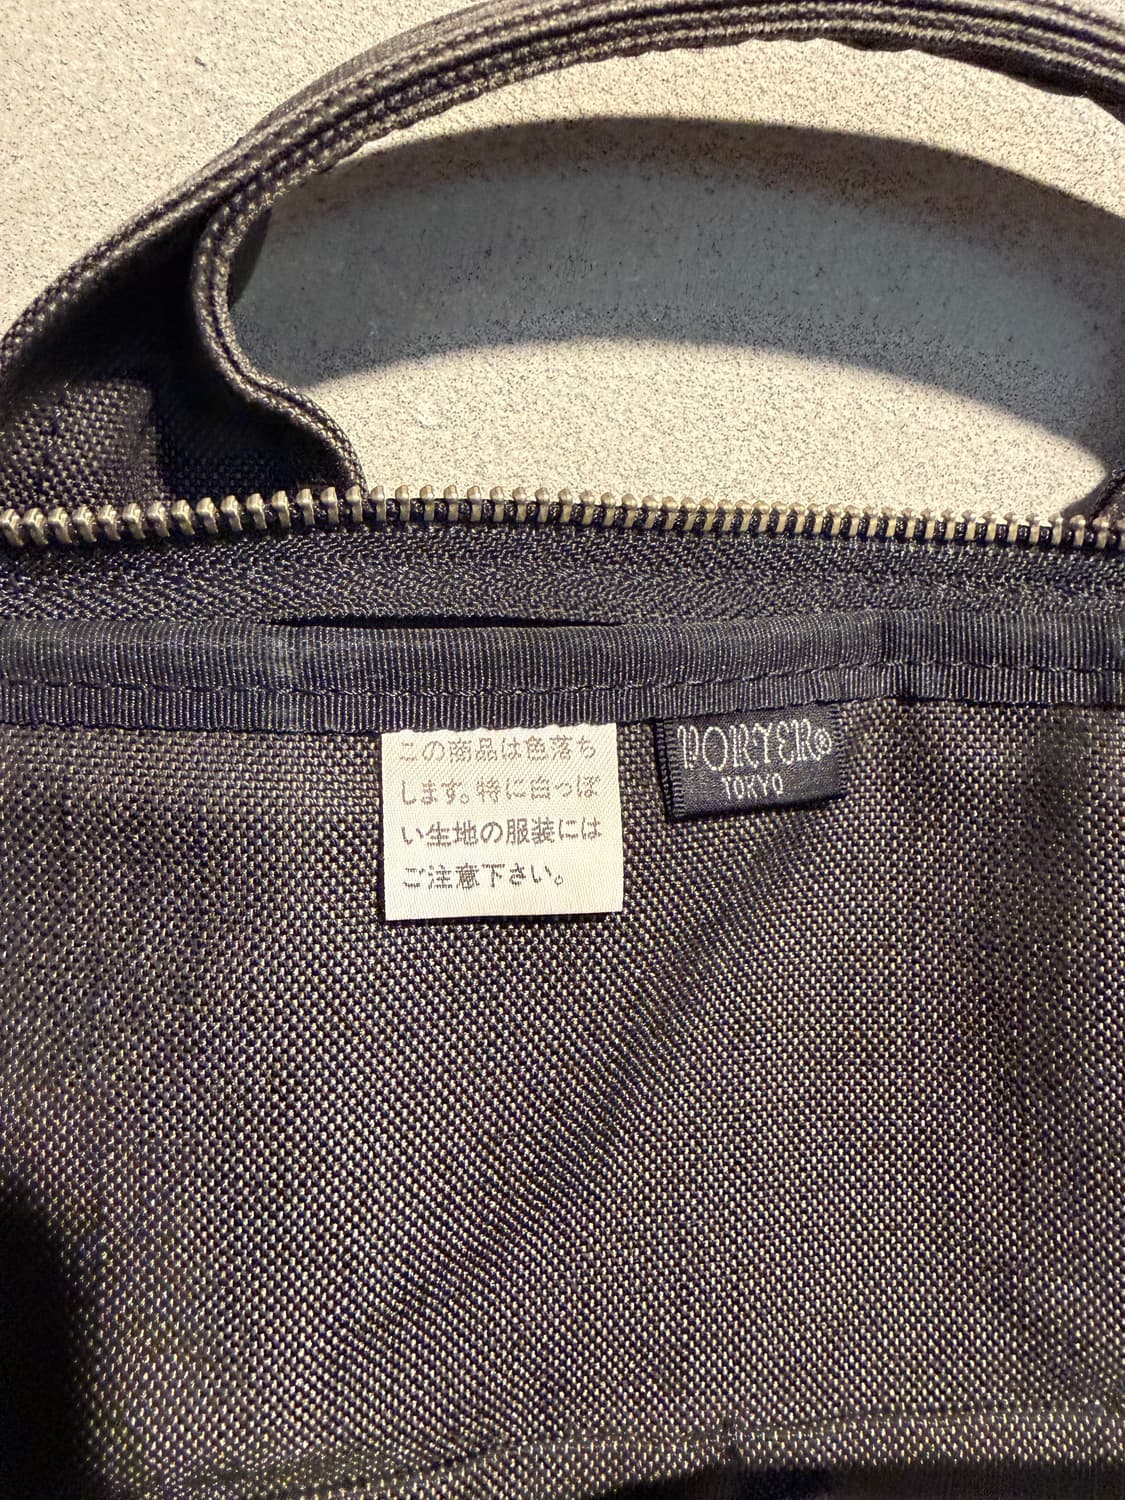 この商品は色落ち
します。特に白っぽ
い生地の服装には
ご注意下さい。
PORTER
TOKYO